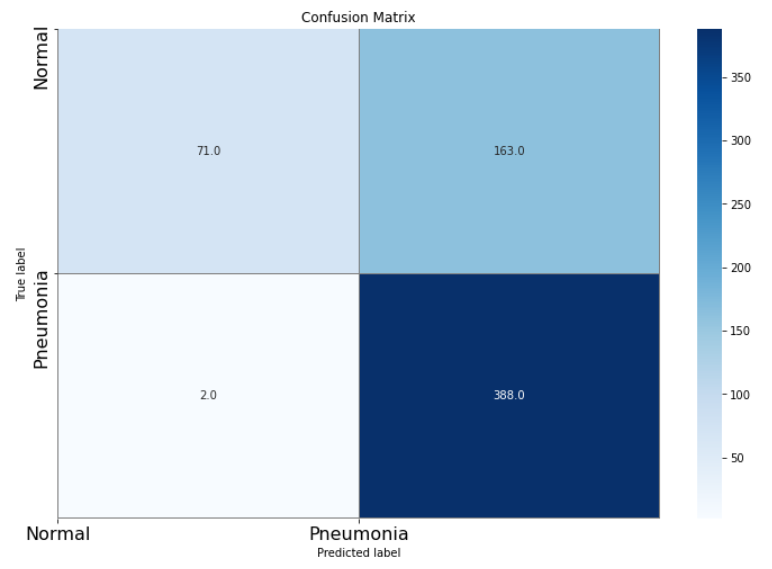 Confusion Matrix
Normal
71.0
163.0
350
300
250
200
150
100
50
True label
Pneumonia
2.0
388.0
Normal
Pneumonia
Predicted label